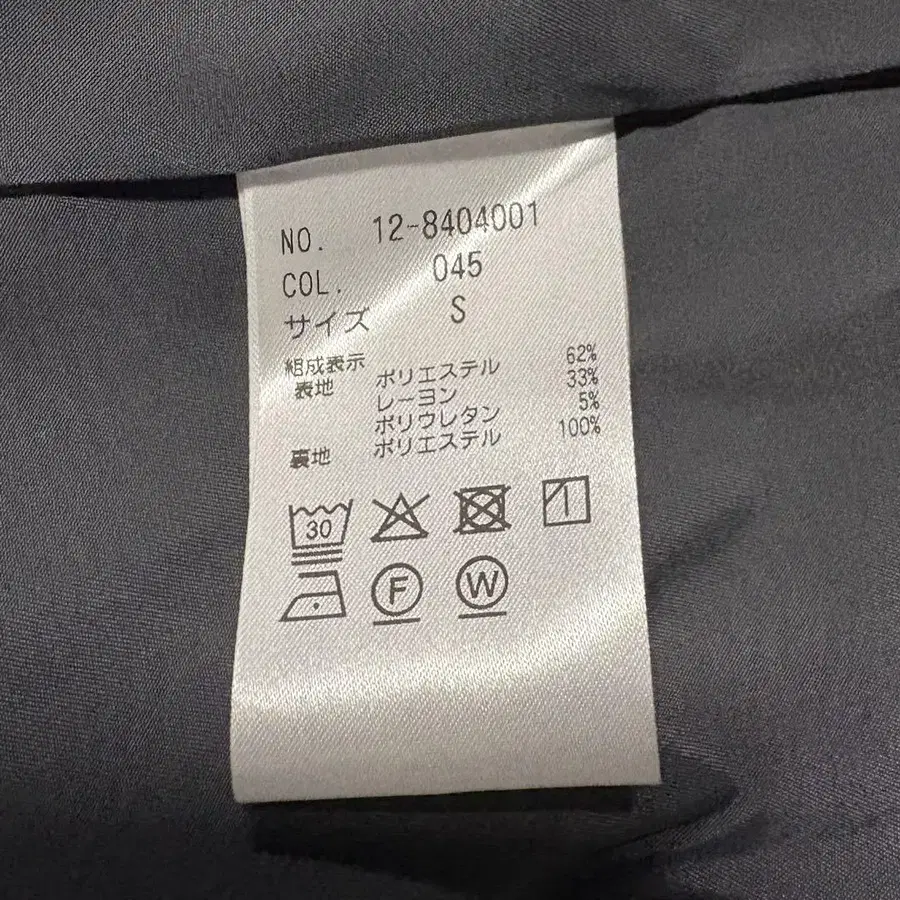 NO. 12-8404001
COL. 045
サイズ S
組成表示
表地 ポリエステル 62%
レーヨン 33%
ポリウレタン 5%
裏地 ポリエステル 100%
30
F W